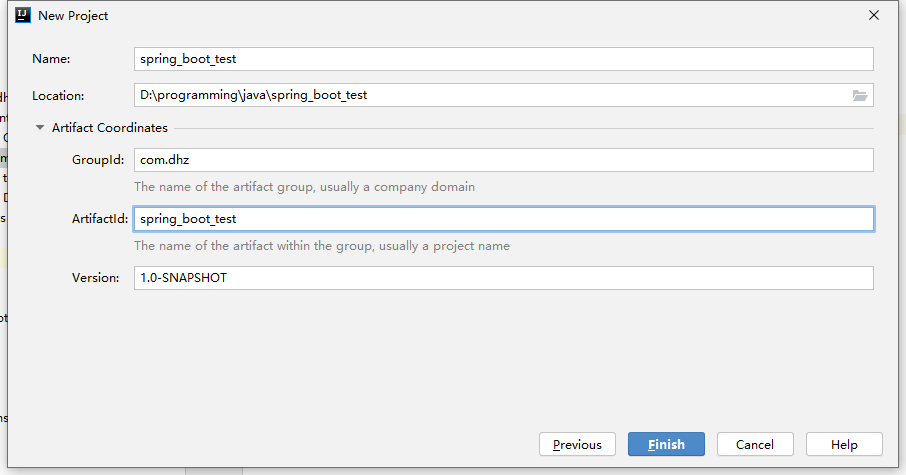 New Project
Name: spring_boot_test
Location: D:\programming\java\spring_boot_test
Artifact Coordinates
GroupId: com.dhz
The name of the artifact group, usually a company domain
ArtifactId: spring_boot_test
The name of the artifact within the group, usually a project name
Version: 1.0-SNAPSHOT
Previous Finish Cancel Help